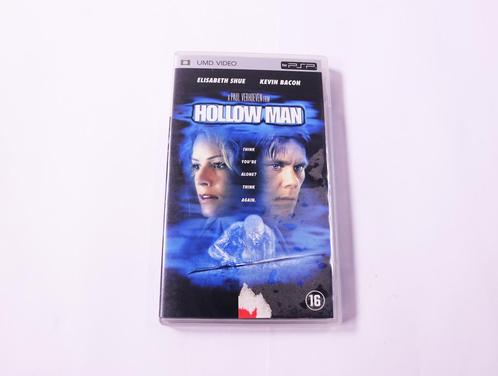 UMD VIDEO
for PSP
ELISABETH SHUE KEVIN BACON
A PAUL VERHOEVEN FILM
HOLLOW MAN
THINK
YOU'RE
ALONE?
THINK
AGAIN.
16